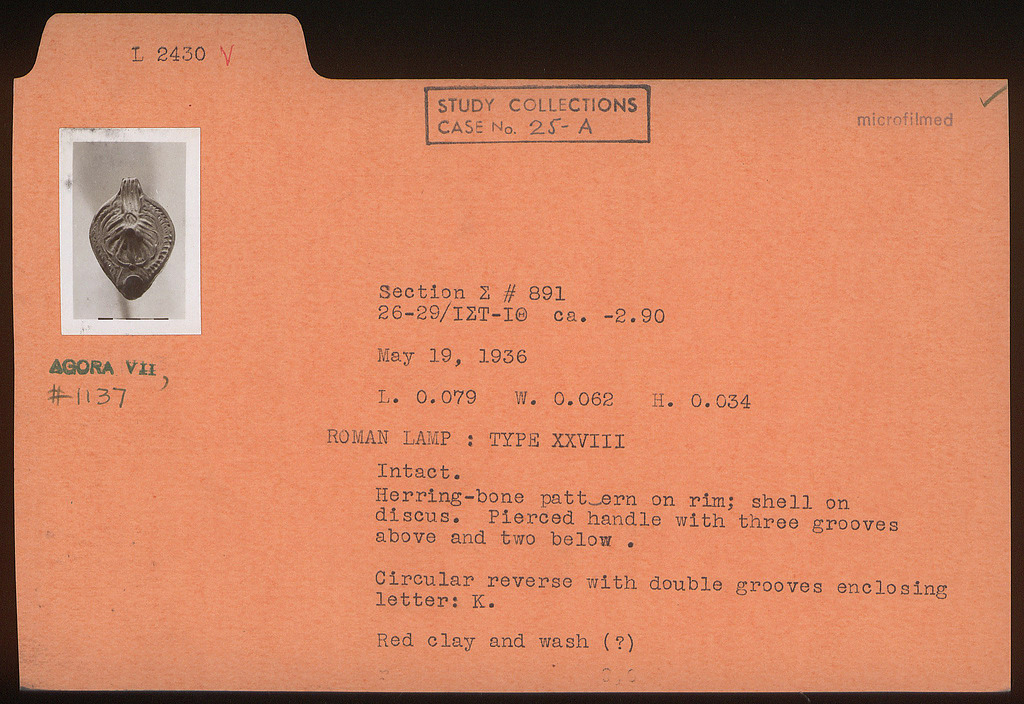 L 2430 V
STUDY COLLECTIONS
CASE No. 25-A
microfilmed
AGORA VII,
#1137
Section Σ # 891
26-29/ΙΣΤ-ΙΘ ca. -2.90
May 19, 1936
L. 0.079 W. 0.062 H. 0.034
ROMAN LAMP : TYPE XXVIII
Intact.
Herring-bone patt_ern on rim; shell on
discus. Pierced handle with three grooves
above and two below .
Circular reverse with double grooves enclosing
letter: K.
Red clay and wash (?)